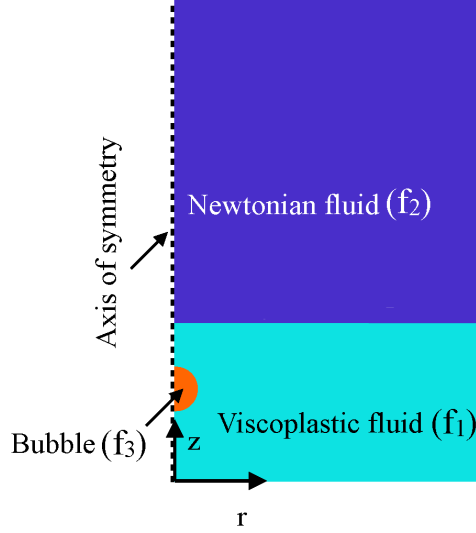 Axis of symmetry
Newtonian fluid (f₂)
Viscoplastic fluid (f₁)
Bubble (f₃)
z
r